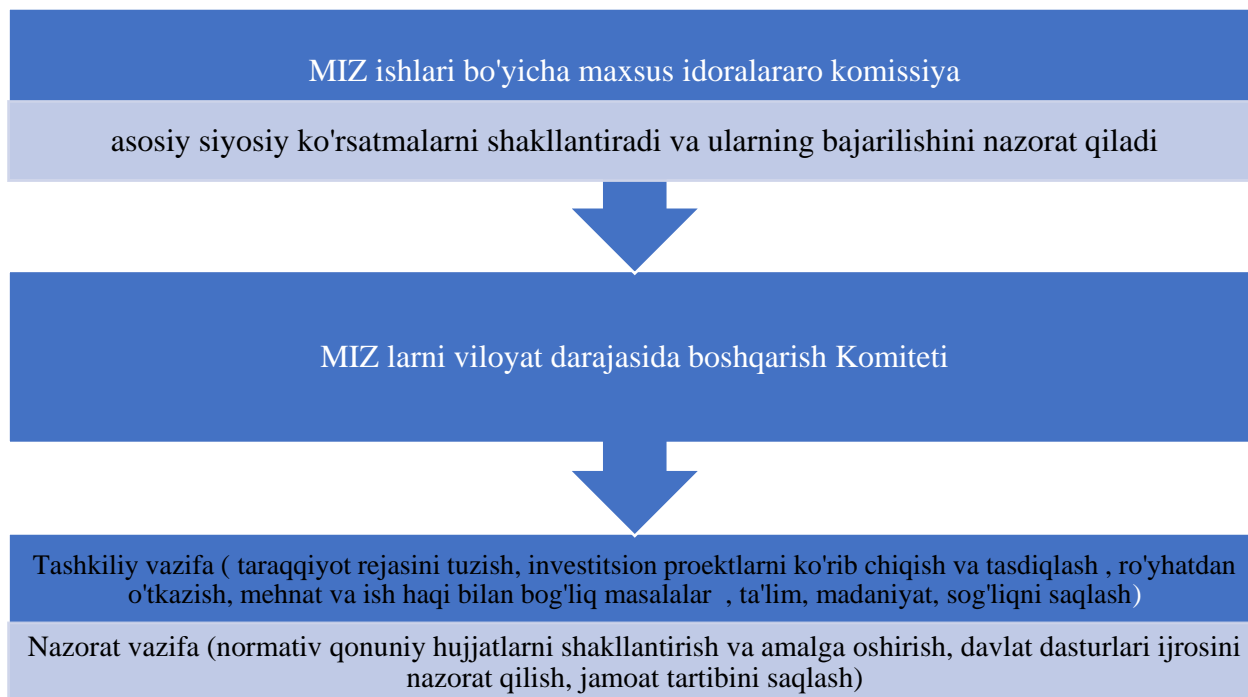 MIZ ishlari bo'yicha maxsus idoralararo komissiya
asosiy siyosiy ko'rsatmalarni shakllantiradi va ularning bajarilishini nazorat qiladi
MIZ larni viloyat darajasida boshqarish Komiteti
Tashkiliy vazifa ( taraqqiyot rejasini tuzish, investitsion proektlarni ko'rib chiqish va tasdiqlash , ro'yhatdan
o'tkazish, mehnat va ish haqi bilan bog'liq masalalar , ta'lim, madaniyat, sog'liqni saqlash)
Nazorat vazifa (normativ qonuniy hujjatlarni shakllantirish va amalga oshirish, davlat dasturlari ijrosini
nazorat qilish, jamoat tartibini saqlash)